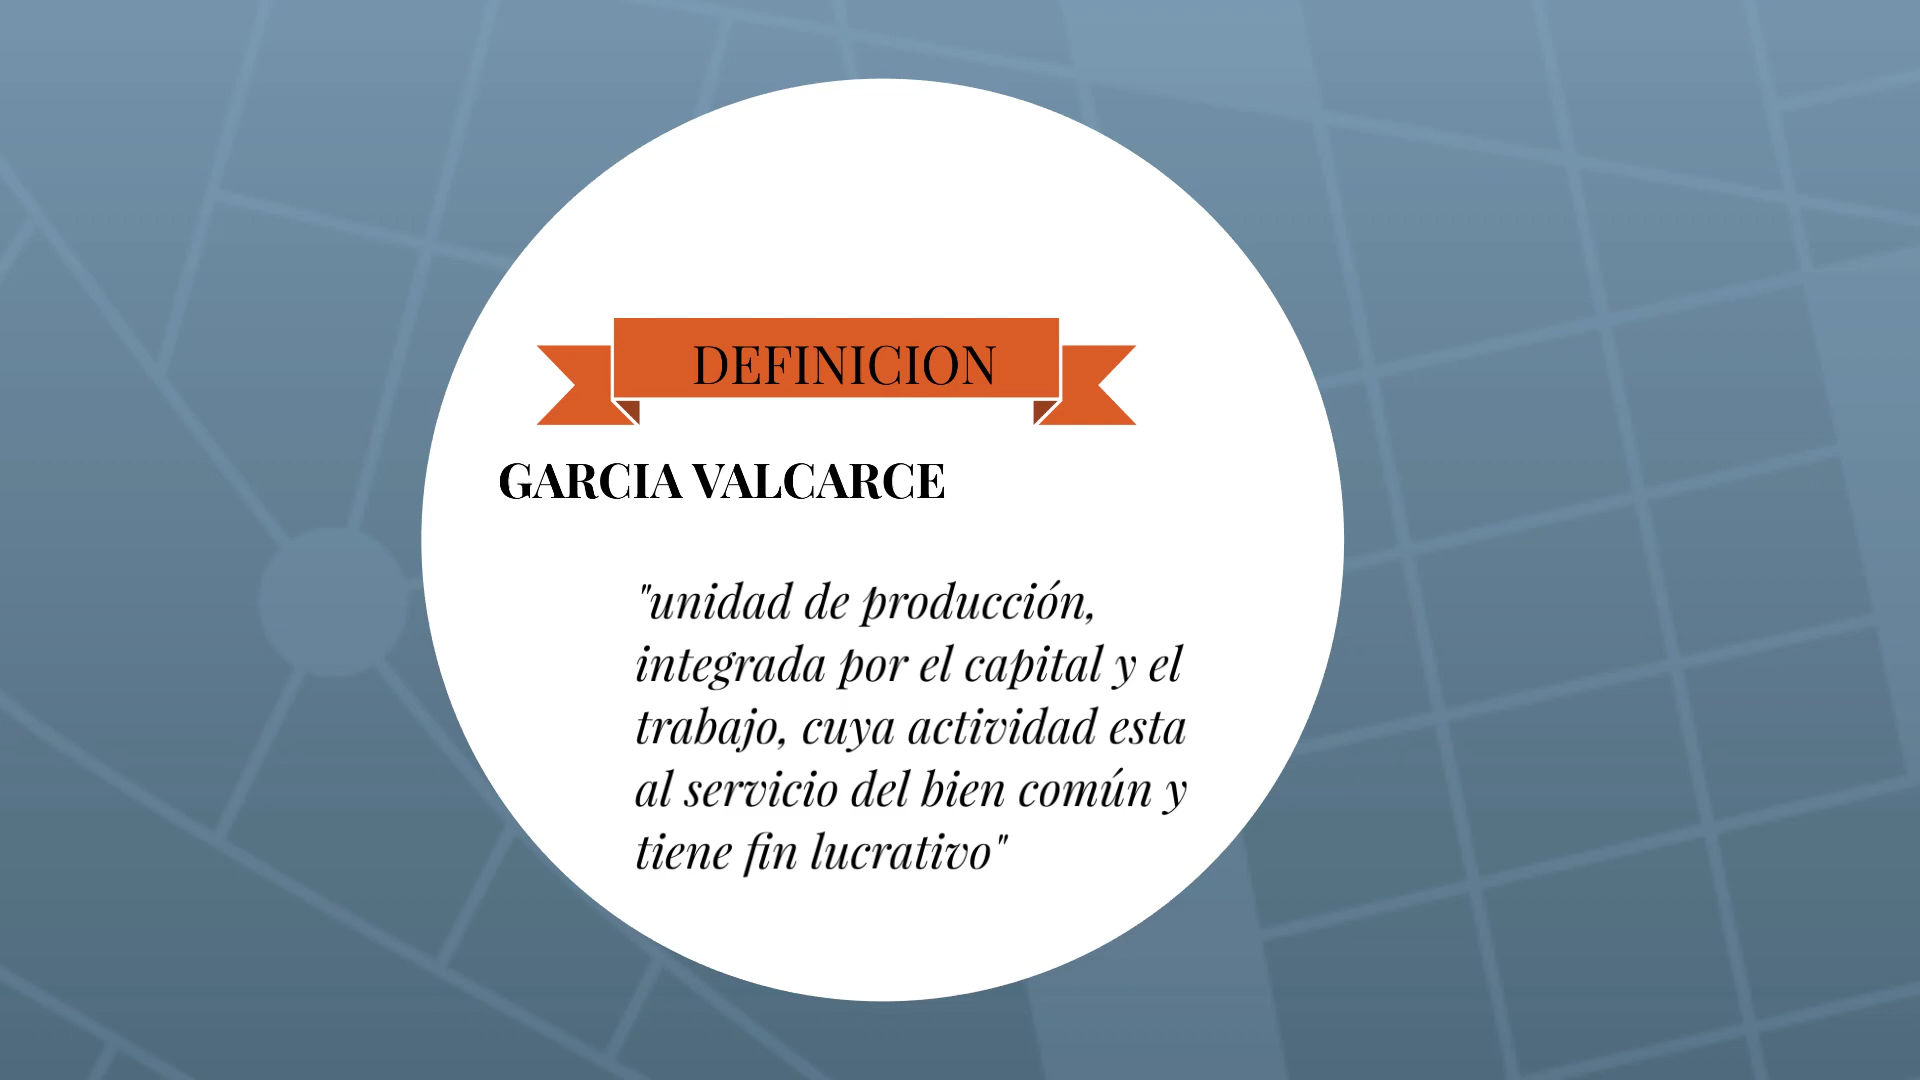 DEFINICION
GARCIA VALCARCE
"unidad de producción,
integrada por el capital y el
trabajo, cuya actividad esta
al servicio del bien común y
tiene fin lucrativo"